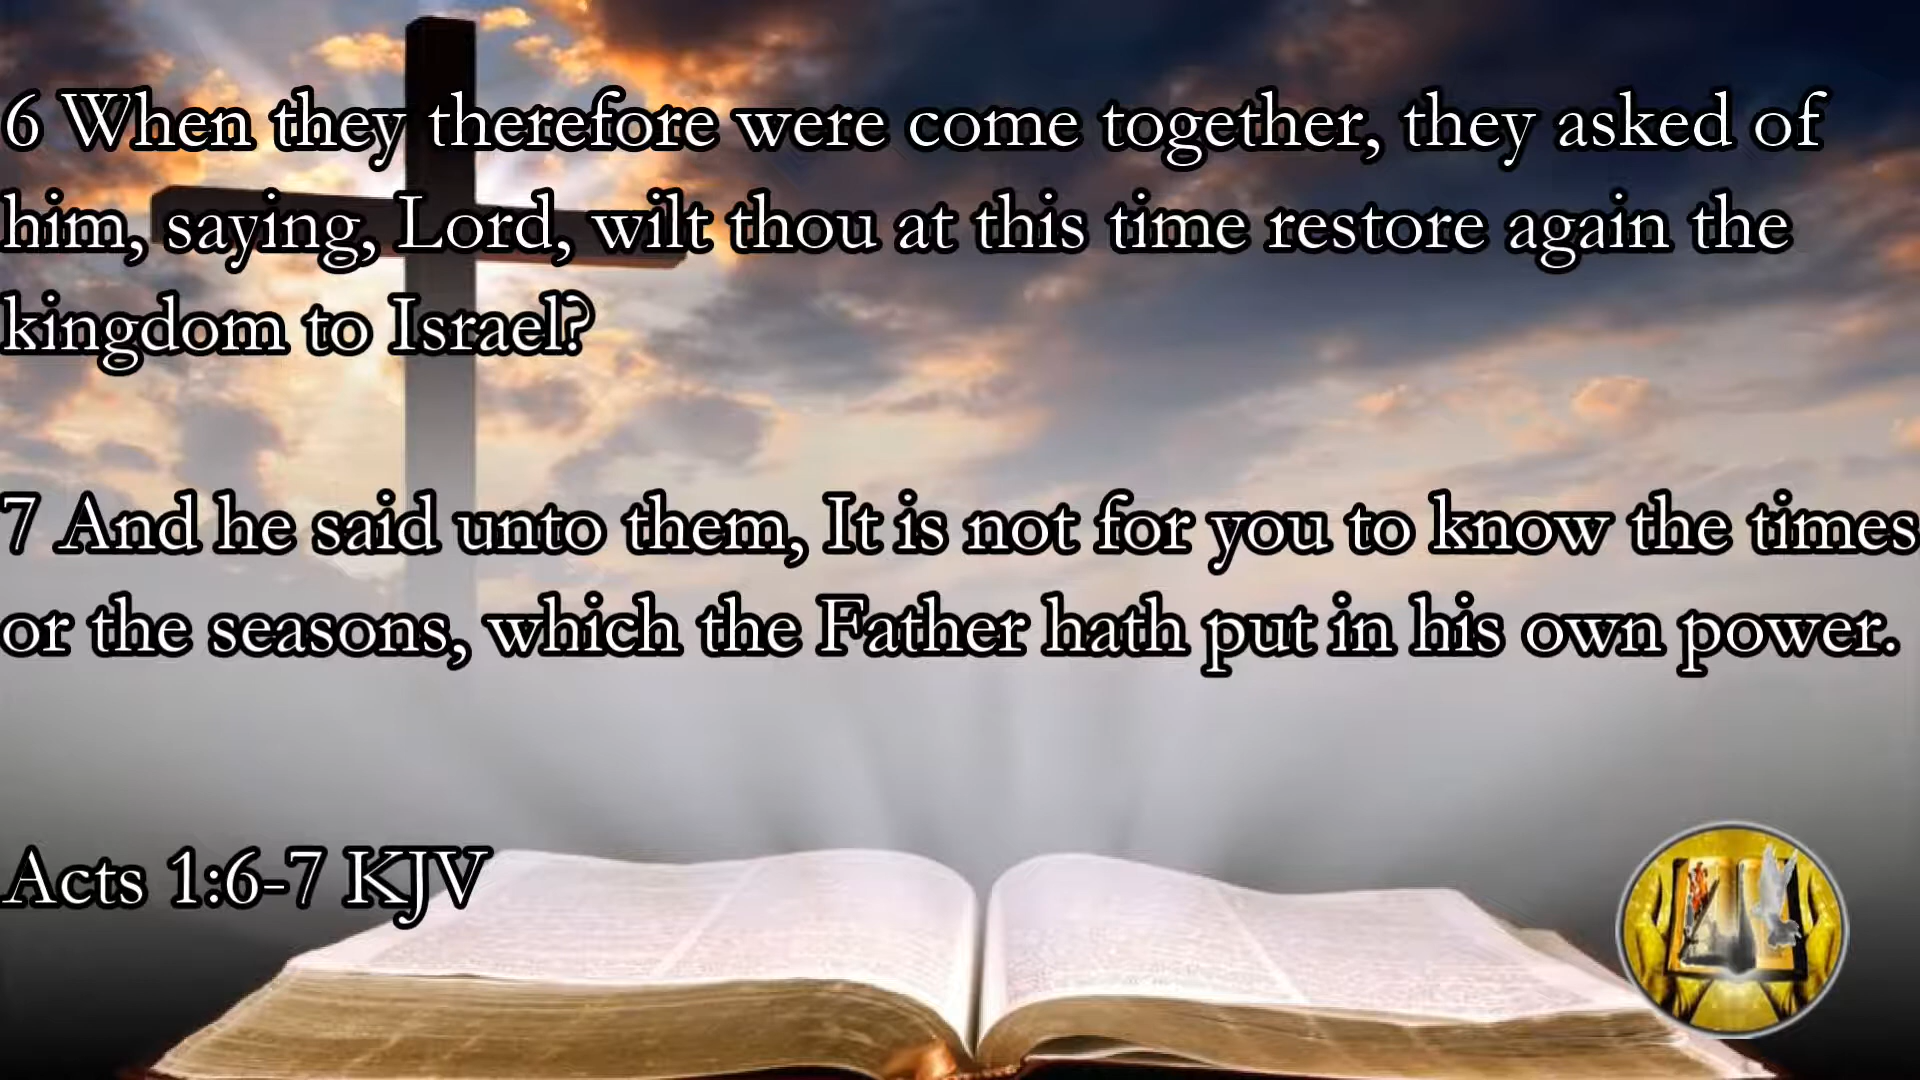 6 When they therefore were come together, they asked of
him, saying, Lord, wilt thou at this time restore again the
kingdom to Israel?
7 And he said unto them, It is not for you to know the times
or the seasons, which the Father hath put in his own power.
Acts 1:6-7 KJV